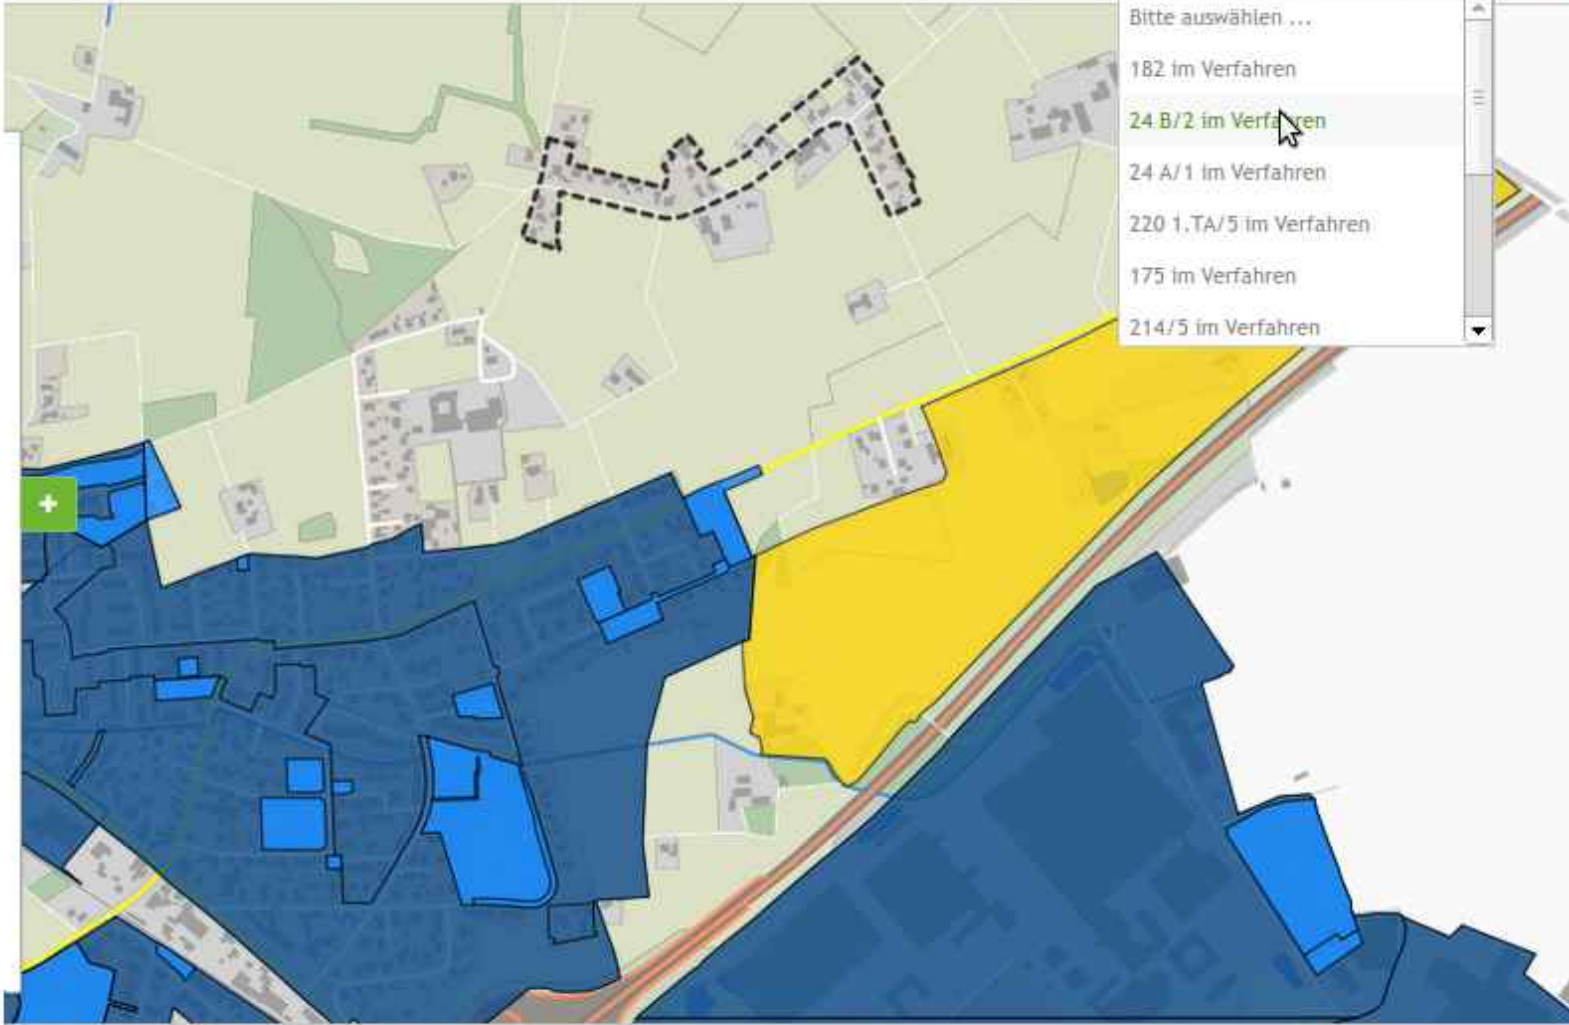 Bitte auswählen ...
182 im Verfahren
24 B/2 im Verfahren
24 A/1 im Verfahren
220 1.TA/5 im Verfahren
175 im Verfahren
214/5 im Verfahren
+